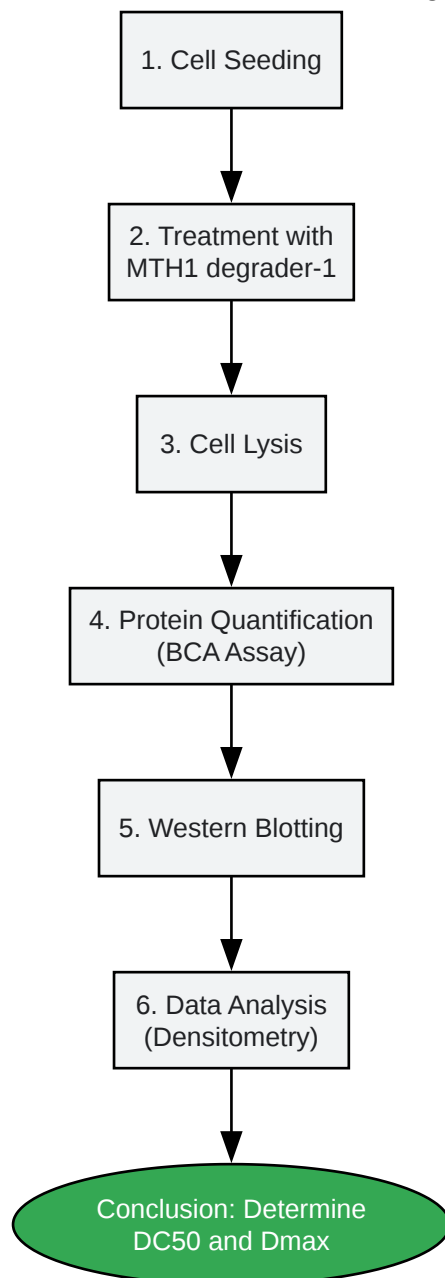 1. Cell Seeding
2. Treatment with
MTH1 degrader-1
3. Cell Lysis
4. Protein Quantification
(BCA Assay)
5. Western Blotting
6. Data Analysis
(Densitometry)
Conclusion: Determine
DC50 and Dmax